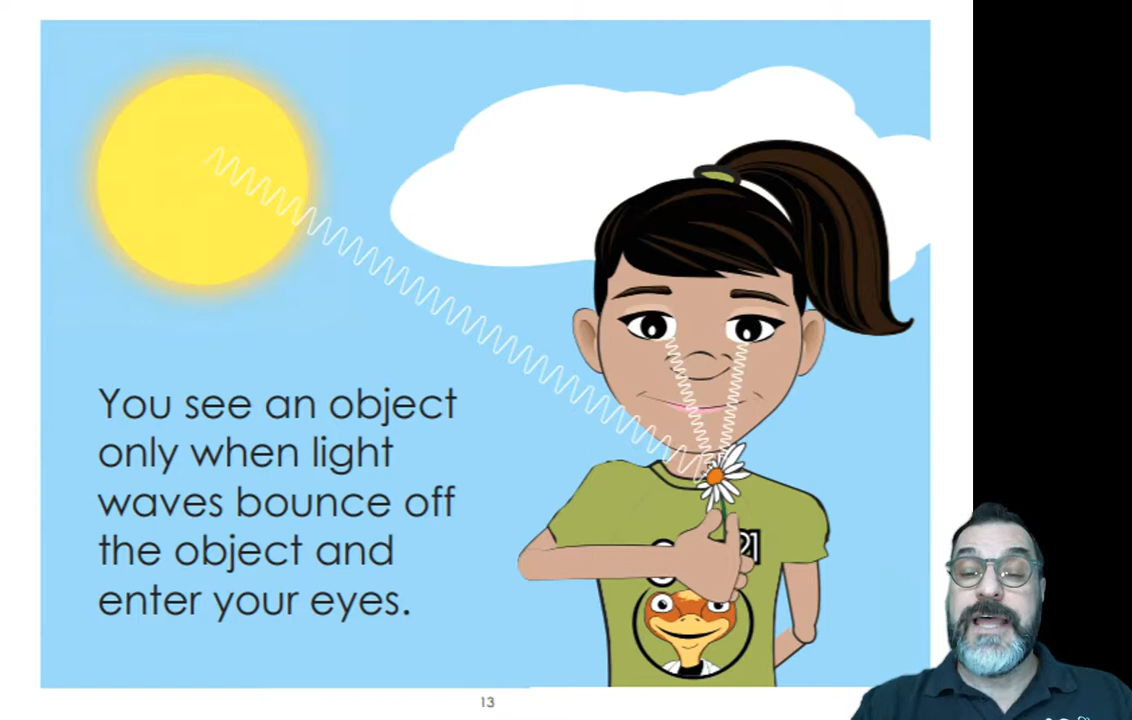 You see an object
only when light
waves bounce off
the object and
enter your eyes.
13